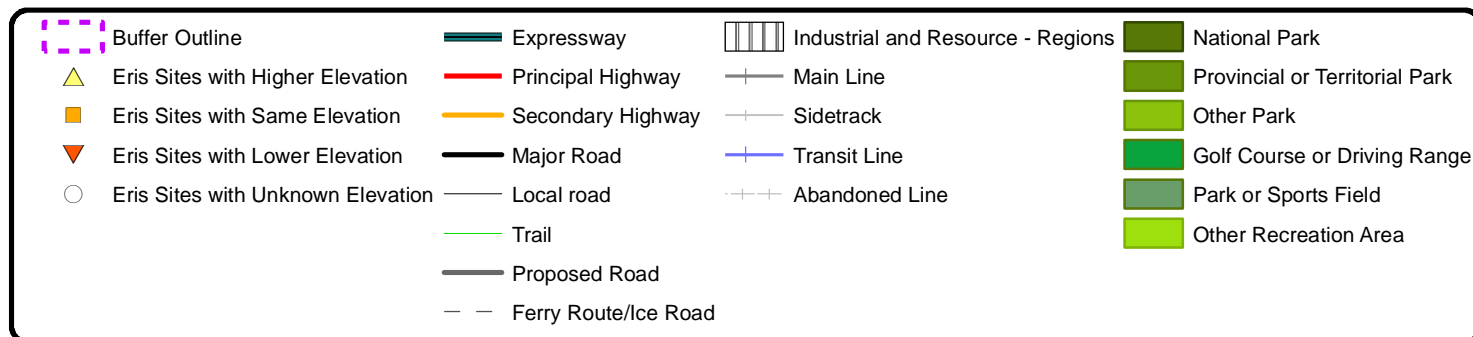 Buffer Outline
Eris Sites with Higher Elevation
Eris Sites with Same Elevation
Eris Sites with Lower Elevation
Eris Sites with Unknown Elevation
Expressway
Principal Highway
Secondary Highway
Major Road
Local road
Trail
Proposed Road
Ferry Route/Ice Road
Industrial and Resource - Regions
Main Line
Sidetrack
Transit Line
Abandoned Line
National Park
Provincial or Territorial Park
Other Park
Golf Course or Driving Range
Park or Sports Field
Other Recreation Area